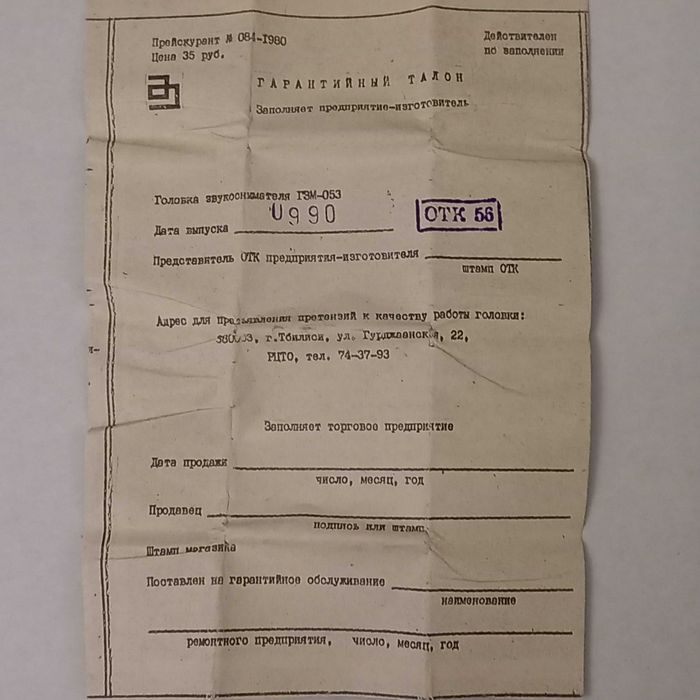 Прейскурант № 084-1980
Цена 35 руб.
Действителен
по заполнении
ГАРАНТИЙНЫЙ ТАЛОН
Заполняет предприятие-изготовитель
Головка звукоснимателя ГЗМ-053
Дата выпуска 0990
ОТК 56
Представитель ОТК предприятия-изготовителя
штамп ОТК
Адрес для предъявления претензий к качеству работы головки:
г.Тбилиси, ул. 22,
РПТО, тел. 74-37-93
и-
Заполняет торговое предприятие
Дата продажи
число, месяц, год
Продавец
подпись или штамп
Штамп магазина
Поставлен на гарантийное обслуживание
наименование
ремонтного предприятия, число, месяц, год